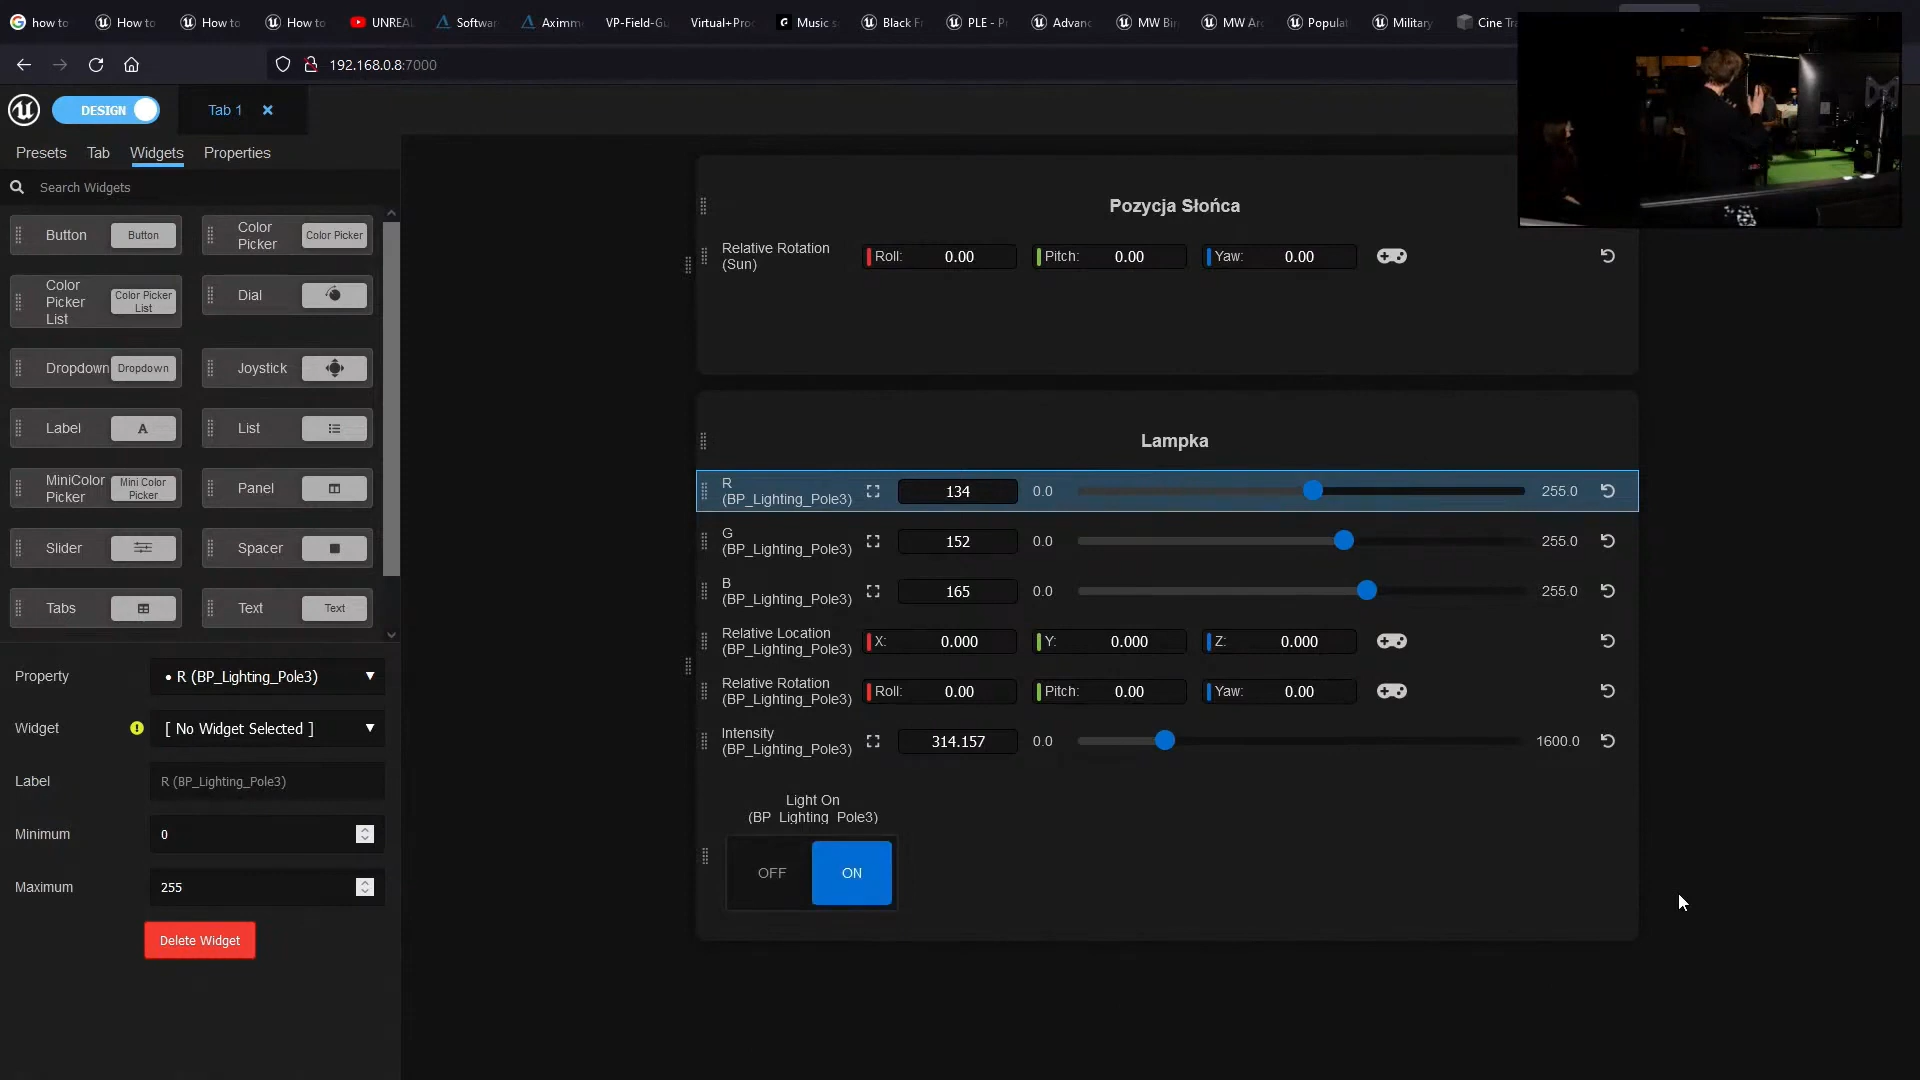 how to
How to
How to
How to
UNREA
Softwar
Aximm
VP-Field-Gu
Virtual+Pro
Music s
Black F
PLE - P
Advan
MW Bi
MW Ar
Popula
Military
Cine Tra
192.168.0.8:7000
DESIGN
Tab 1
Presets
Tab
Widgets
Properties
Search Widgets
Button
Button
Color Picker
Color Picker
Color Picker List
Color Picker List
Dial
Dropdown
Dropdown
Joystick
Label
A
List
MiniColor Picker
Mini Color Picker
Panel
Slider
Spacer
Tabs
Text
Text
Property
• R (BP_Lighting_Pole3)
Widget
[ No Widget Selected ]
Label
R (BP_Lighting_Pole3)
Minimum
0
Maximum
255
Delete Widget
Pozycja Słońca
Relative Rotation (Sun)
Roll: 0.00 Pitch: 0.00 Yaw: 0.00
Lampka
R (BP_Lighting_Pole3)
134 0.0 255.0
G (BP_Lighting_Pole3)
152 0.0 255.0
B (BP_Lighting_Pole3)
165 0.0 255.0
Relative Location (BP_Lighting_Pole3)
X: 0.000 Y: 0.000 Z: 0.000
Relative Rotation (BP_Lighting_Pole3)
Roll: 0.00 Pitch: 0.00 Yaw: 0.00
Intensity (BP_Lighting_Pole3)
314.157 0.0 1600.0
Light On
(BP_Lighting_Pole3)
OFF ON